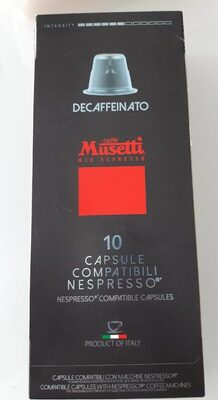 INTENSITY
DECAFFEINATO
caffè
Musetti
MIO ESPRESSO
10
CAPSULE
COMPATIBILI
NESPRESSO®*
NESPRESSO®* COMPATIBLE CAPSULES
PRODUCT OF ITALY
CAPSULE COMPATIBILI CON MACCHINE NESPRESSO®*
COMPATIBLE CAPSULES WITH NESPRESSO®* COFFEE MACHINES